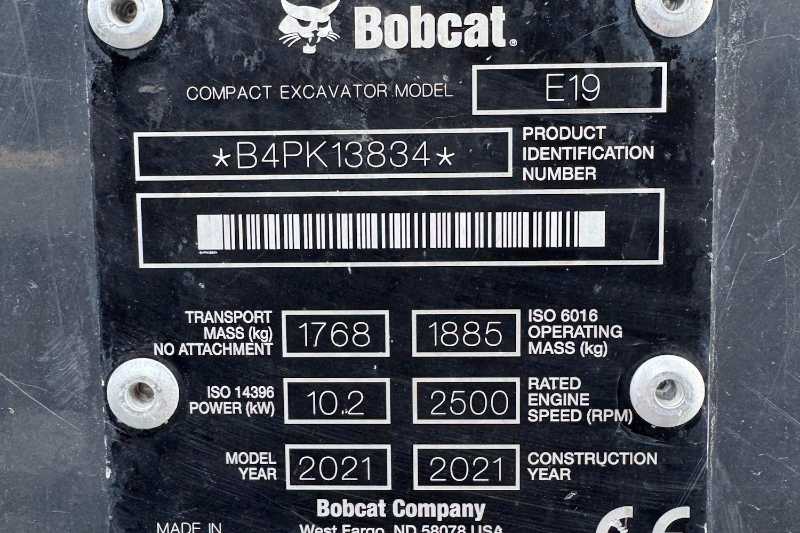 Bobcat®
COMPACT EXCAVATOR MODEL E19
*B4PK13834*
PRODUCT
IDENTIFICATION
NUMBER
TRANSPORT
MASS (kg)
NO ATTACHMENT
1768
1885
ISO 6016
OPERATING
MASS (kg)
ISO 14396
POWER (kW)
10.2
2500
RATED
ENGINE
SPEED (RPM)
MODEL
YEAR
2021
2021
CONSTRUCTION
YEAR
Bobcat Company
West Fargo, ND 58078 USA
MADE IN
CE